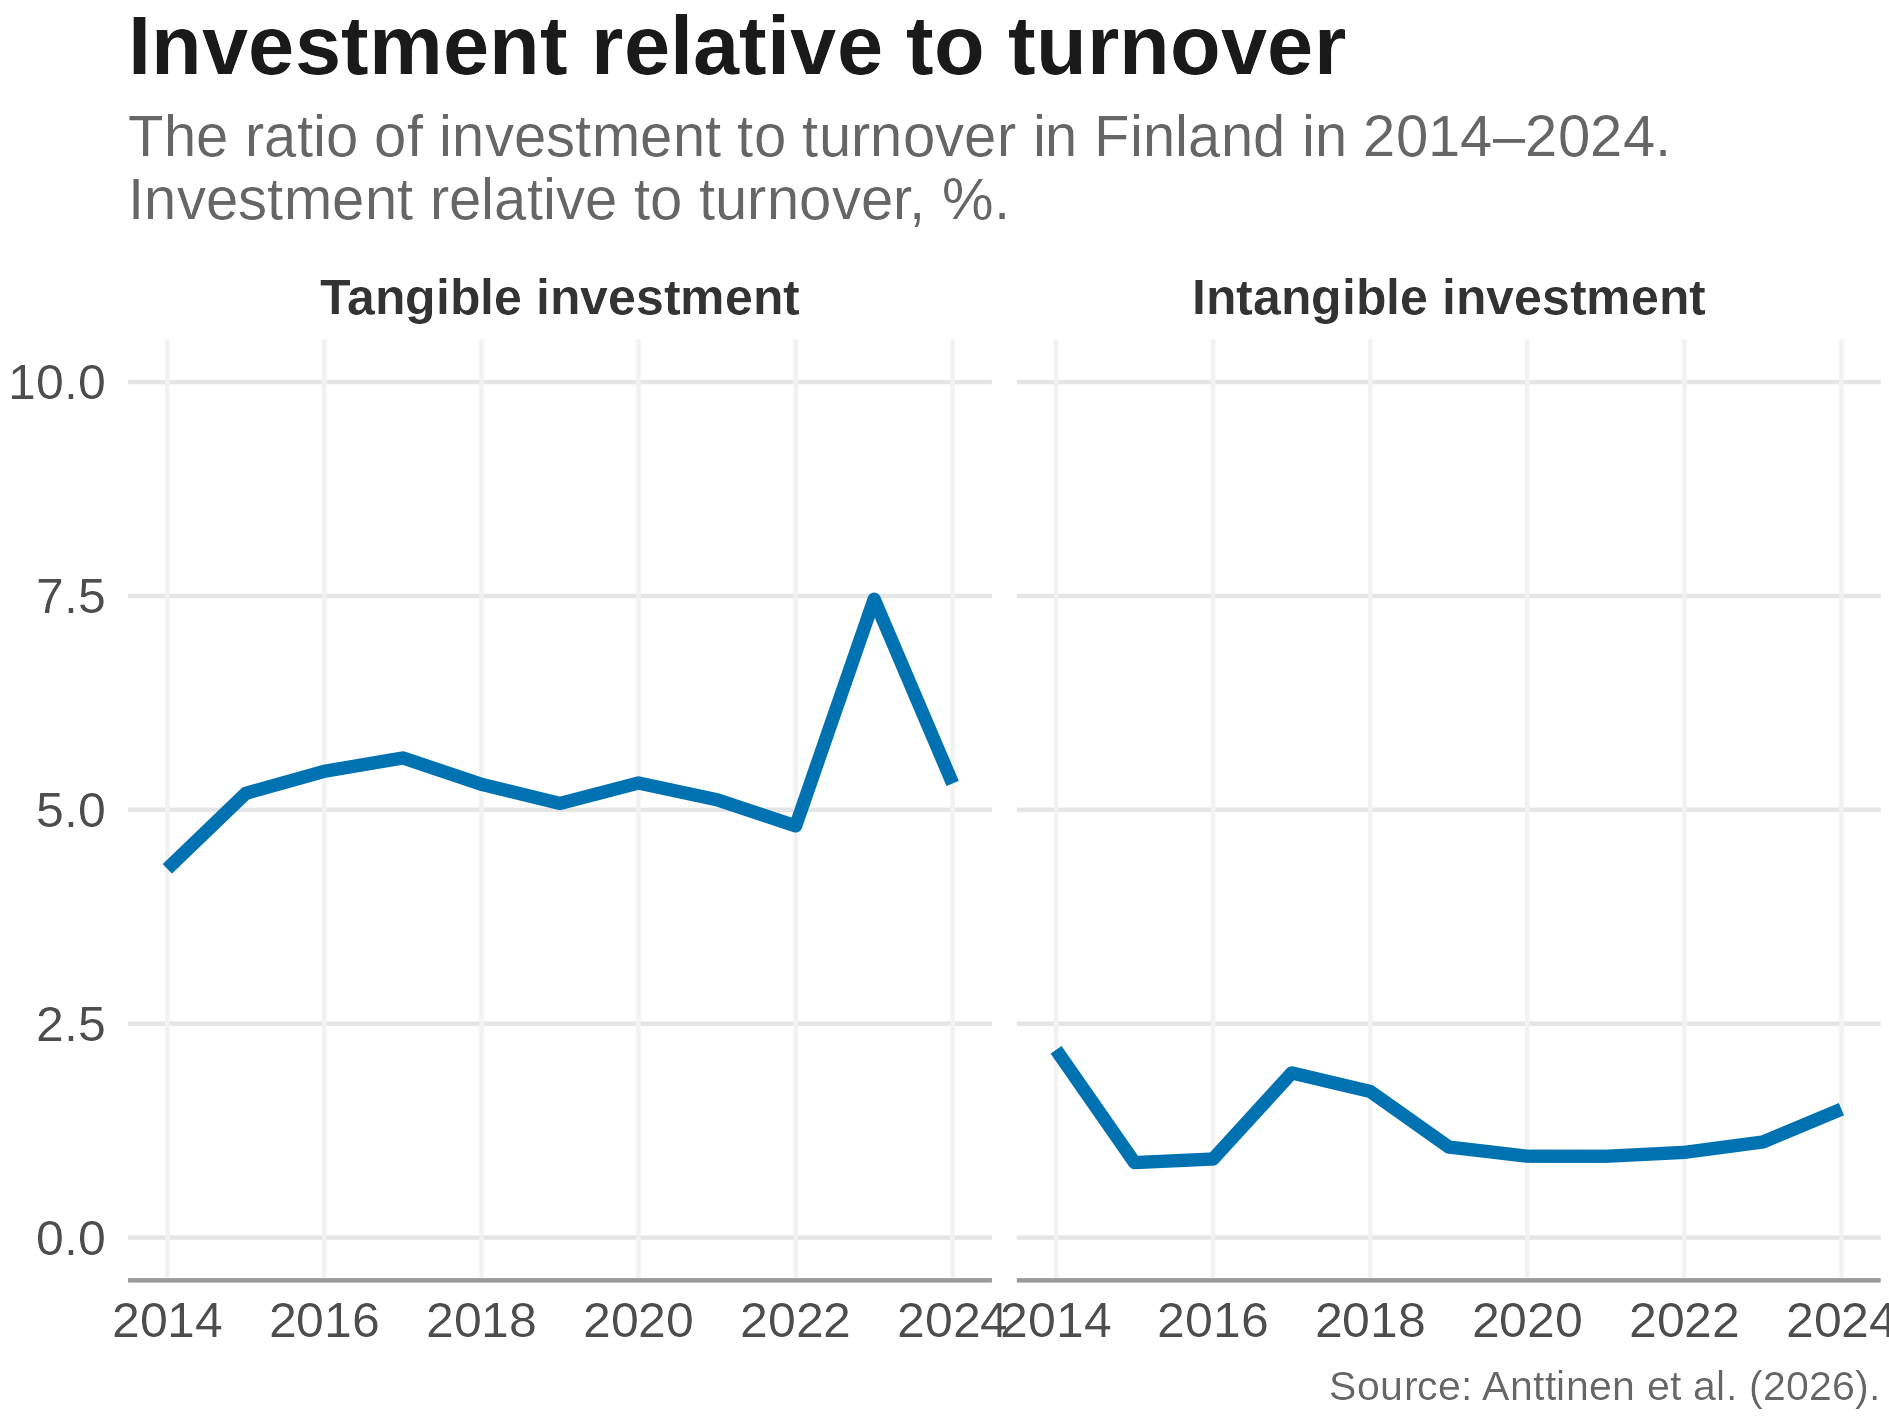 Investment relative to turnover
The ratio of investment to turnover in Finland in 2014–2024.
Investment relative to turnover, %.
Tangible investment
Intangible investment
10.0
7.5
5.0
2.5
0.0
2014 2016 2018 2020 2022 2024
2014 2016 2018 2020 2022 2024
Source: Anttinen et al. (2026).